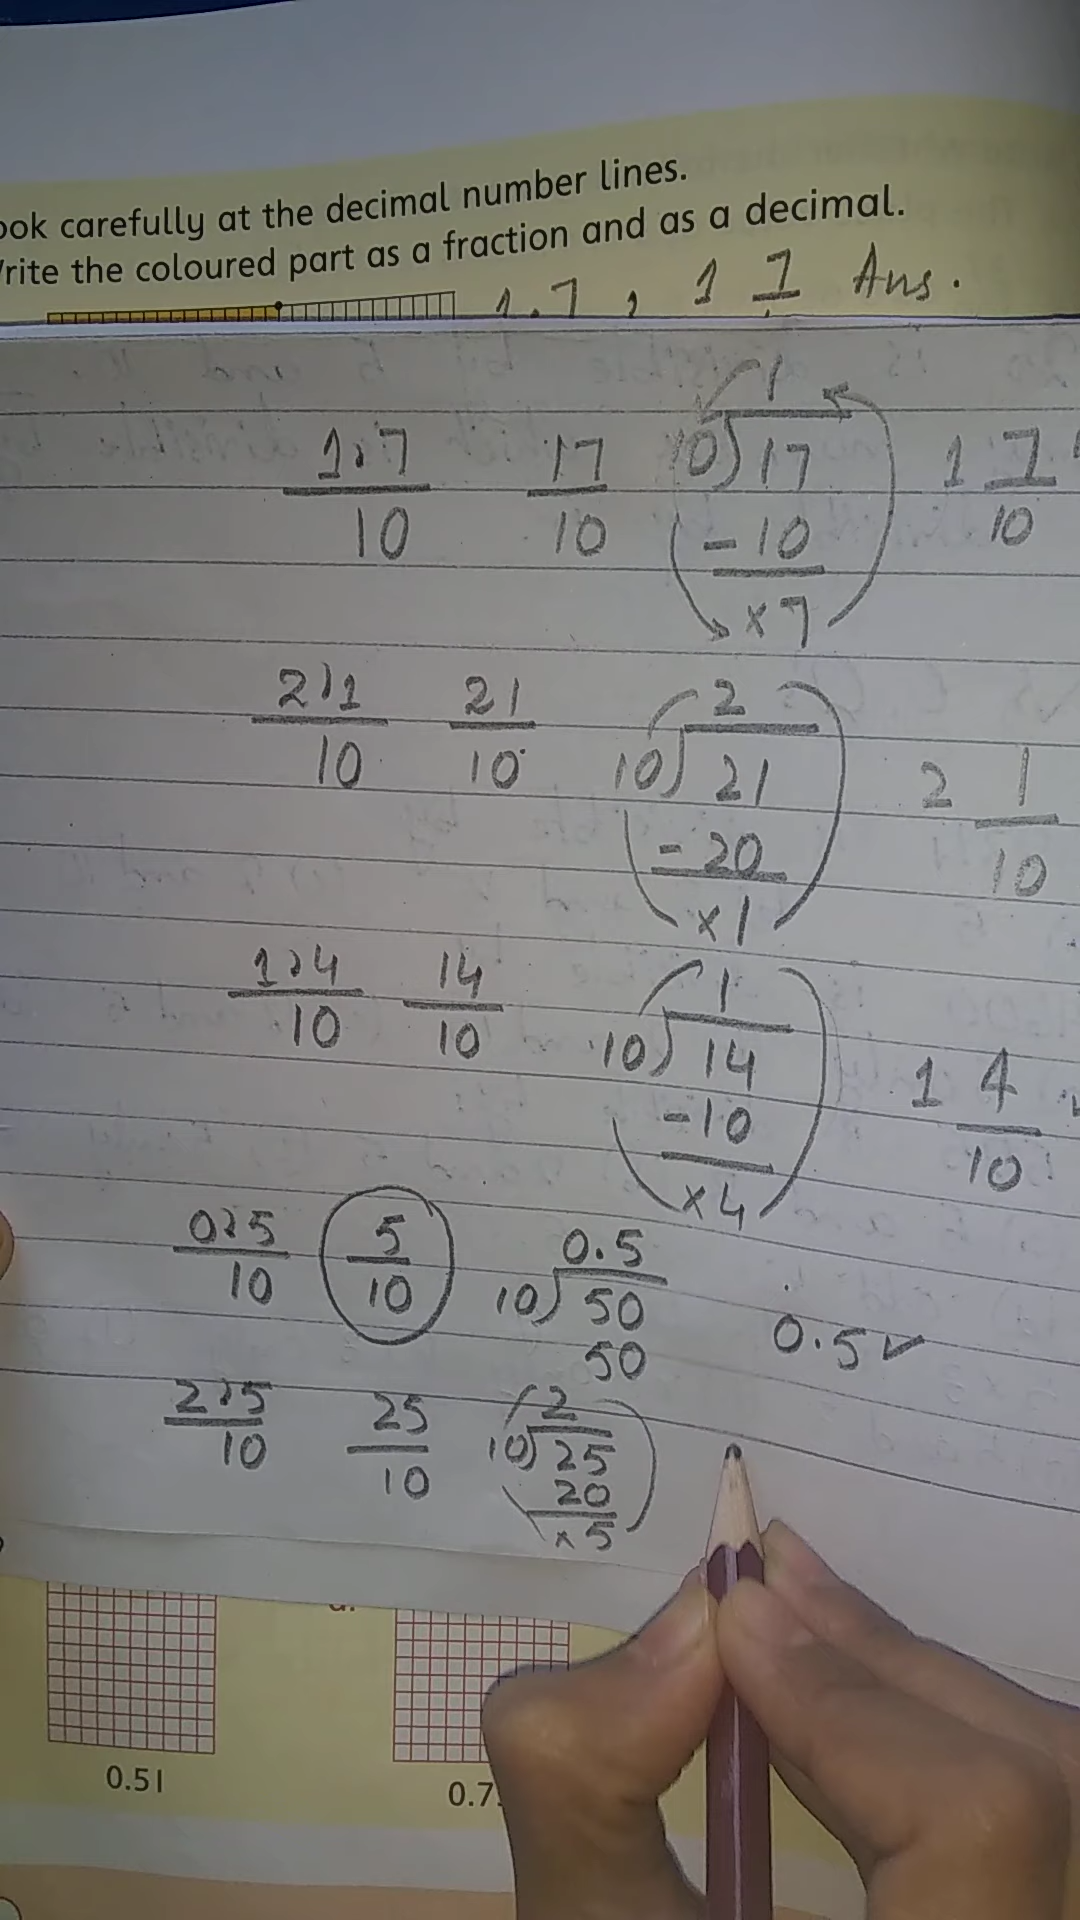 ook carefully at the decimal number lines.
rite the coloured part as a fraction and as a decimal.
1.7 , 1 7 Ans.
1
1,7 17 10)17 1 7
10 10 -10 10
×7
2,1 21 2
10 10 10)21 2 1
-20 10
×1
1,4 14 1
10 10 10)14 1 4
-10 10
×4
0,5 5 0.5
10 10 10)50 0.5✓
50
2,5 25 2
10 10 10)25
20
×5
0.51 0.7